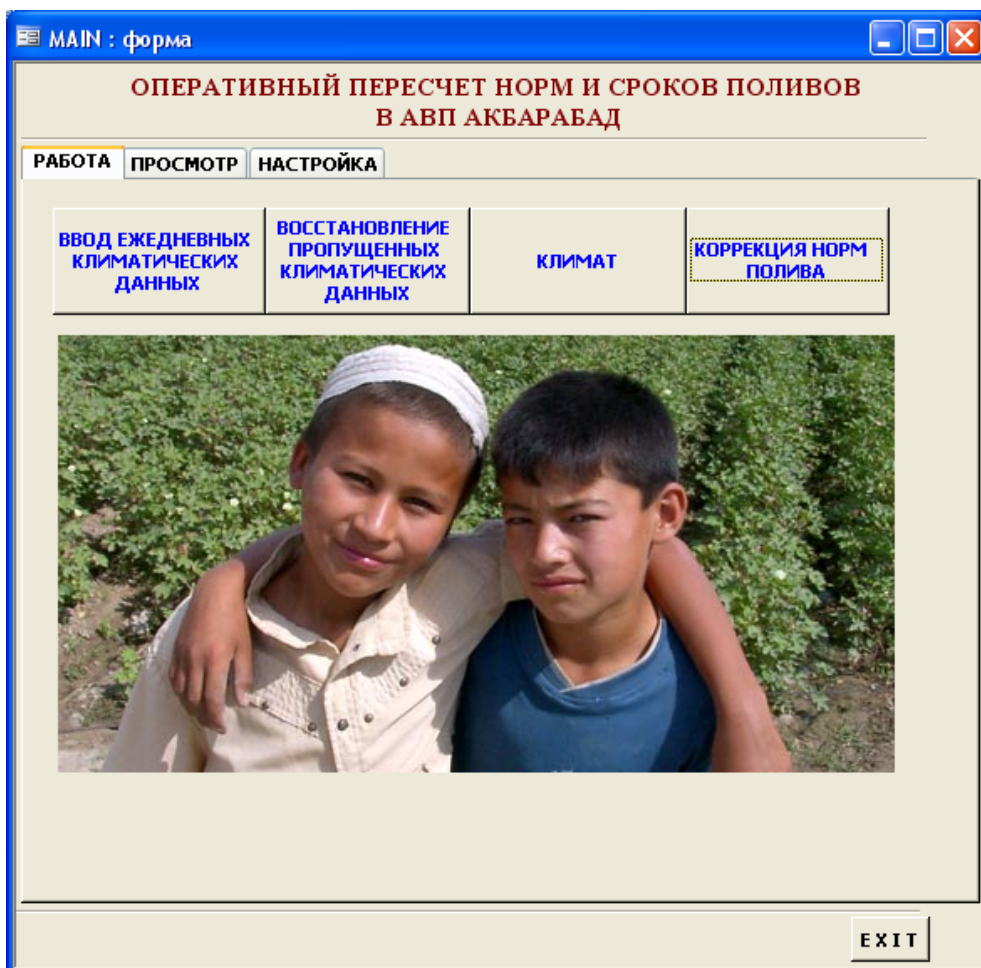 MAIN : форма
ОПЕРАТИВНЫЙ ПЕРЕСЧЕТ НОРМ И СРОКОВ ПОЛИВОВ
В АВП АКБАРАБАД
РАБОТА ПРОСМОТР НАСТРОЙКА
ВВОД ЕЖЕДНЕВНЫХ
КЛИМАТИЧЕСКИХ
ДАННЫХ
ВОССТАНОВЛЕНИЕ
ПРОПУЩЕННЫХ
КЛИМАТИЧЕСКИХ
ДАННЫХ
КЛИМАТ
КОРРЕКЦИЯ НОРМ
ПОЛИВА
EXIT